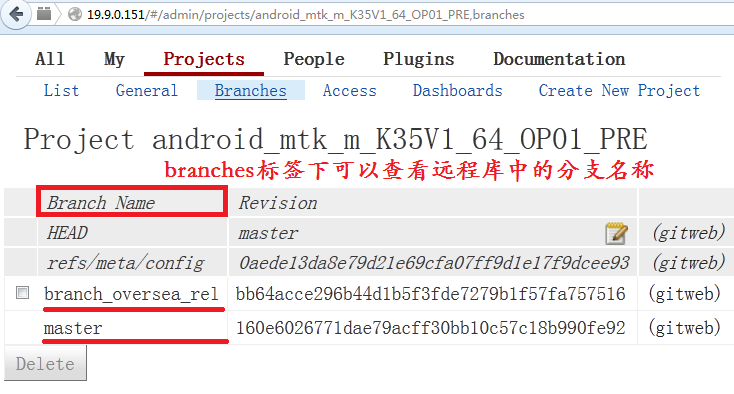 19.9.0.151/#/admin/projects/android_mtk_m_K35V1_64_OP01_PRE,branches
All My Projects People Plugins Documentation
List General Branches Access Dashboards Create New Project
Project android_mtk_m_K35V1_64_OP01_PRE
branches标签下可以查看远程库中的分支名称
Branch Name Revision
HEAD master (gitweb)
refs/meta/config 0aede13da8e79d21e69cfa07ff9d1e17f9dcee93 (gitweb)
branch_oversea_rel bb64acce296b44d1b5f3fde7279b1f57fa757516 (gitweb)
master 160e6026771dae79acff30bb10c57c18b990fe92 (gitweb)
Delete